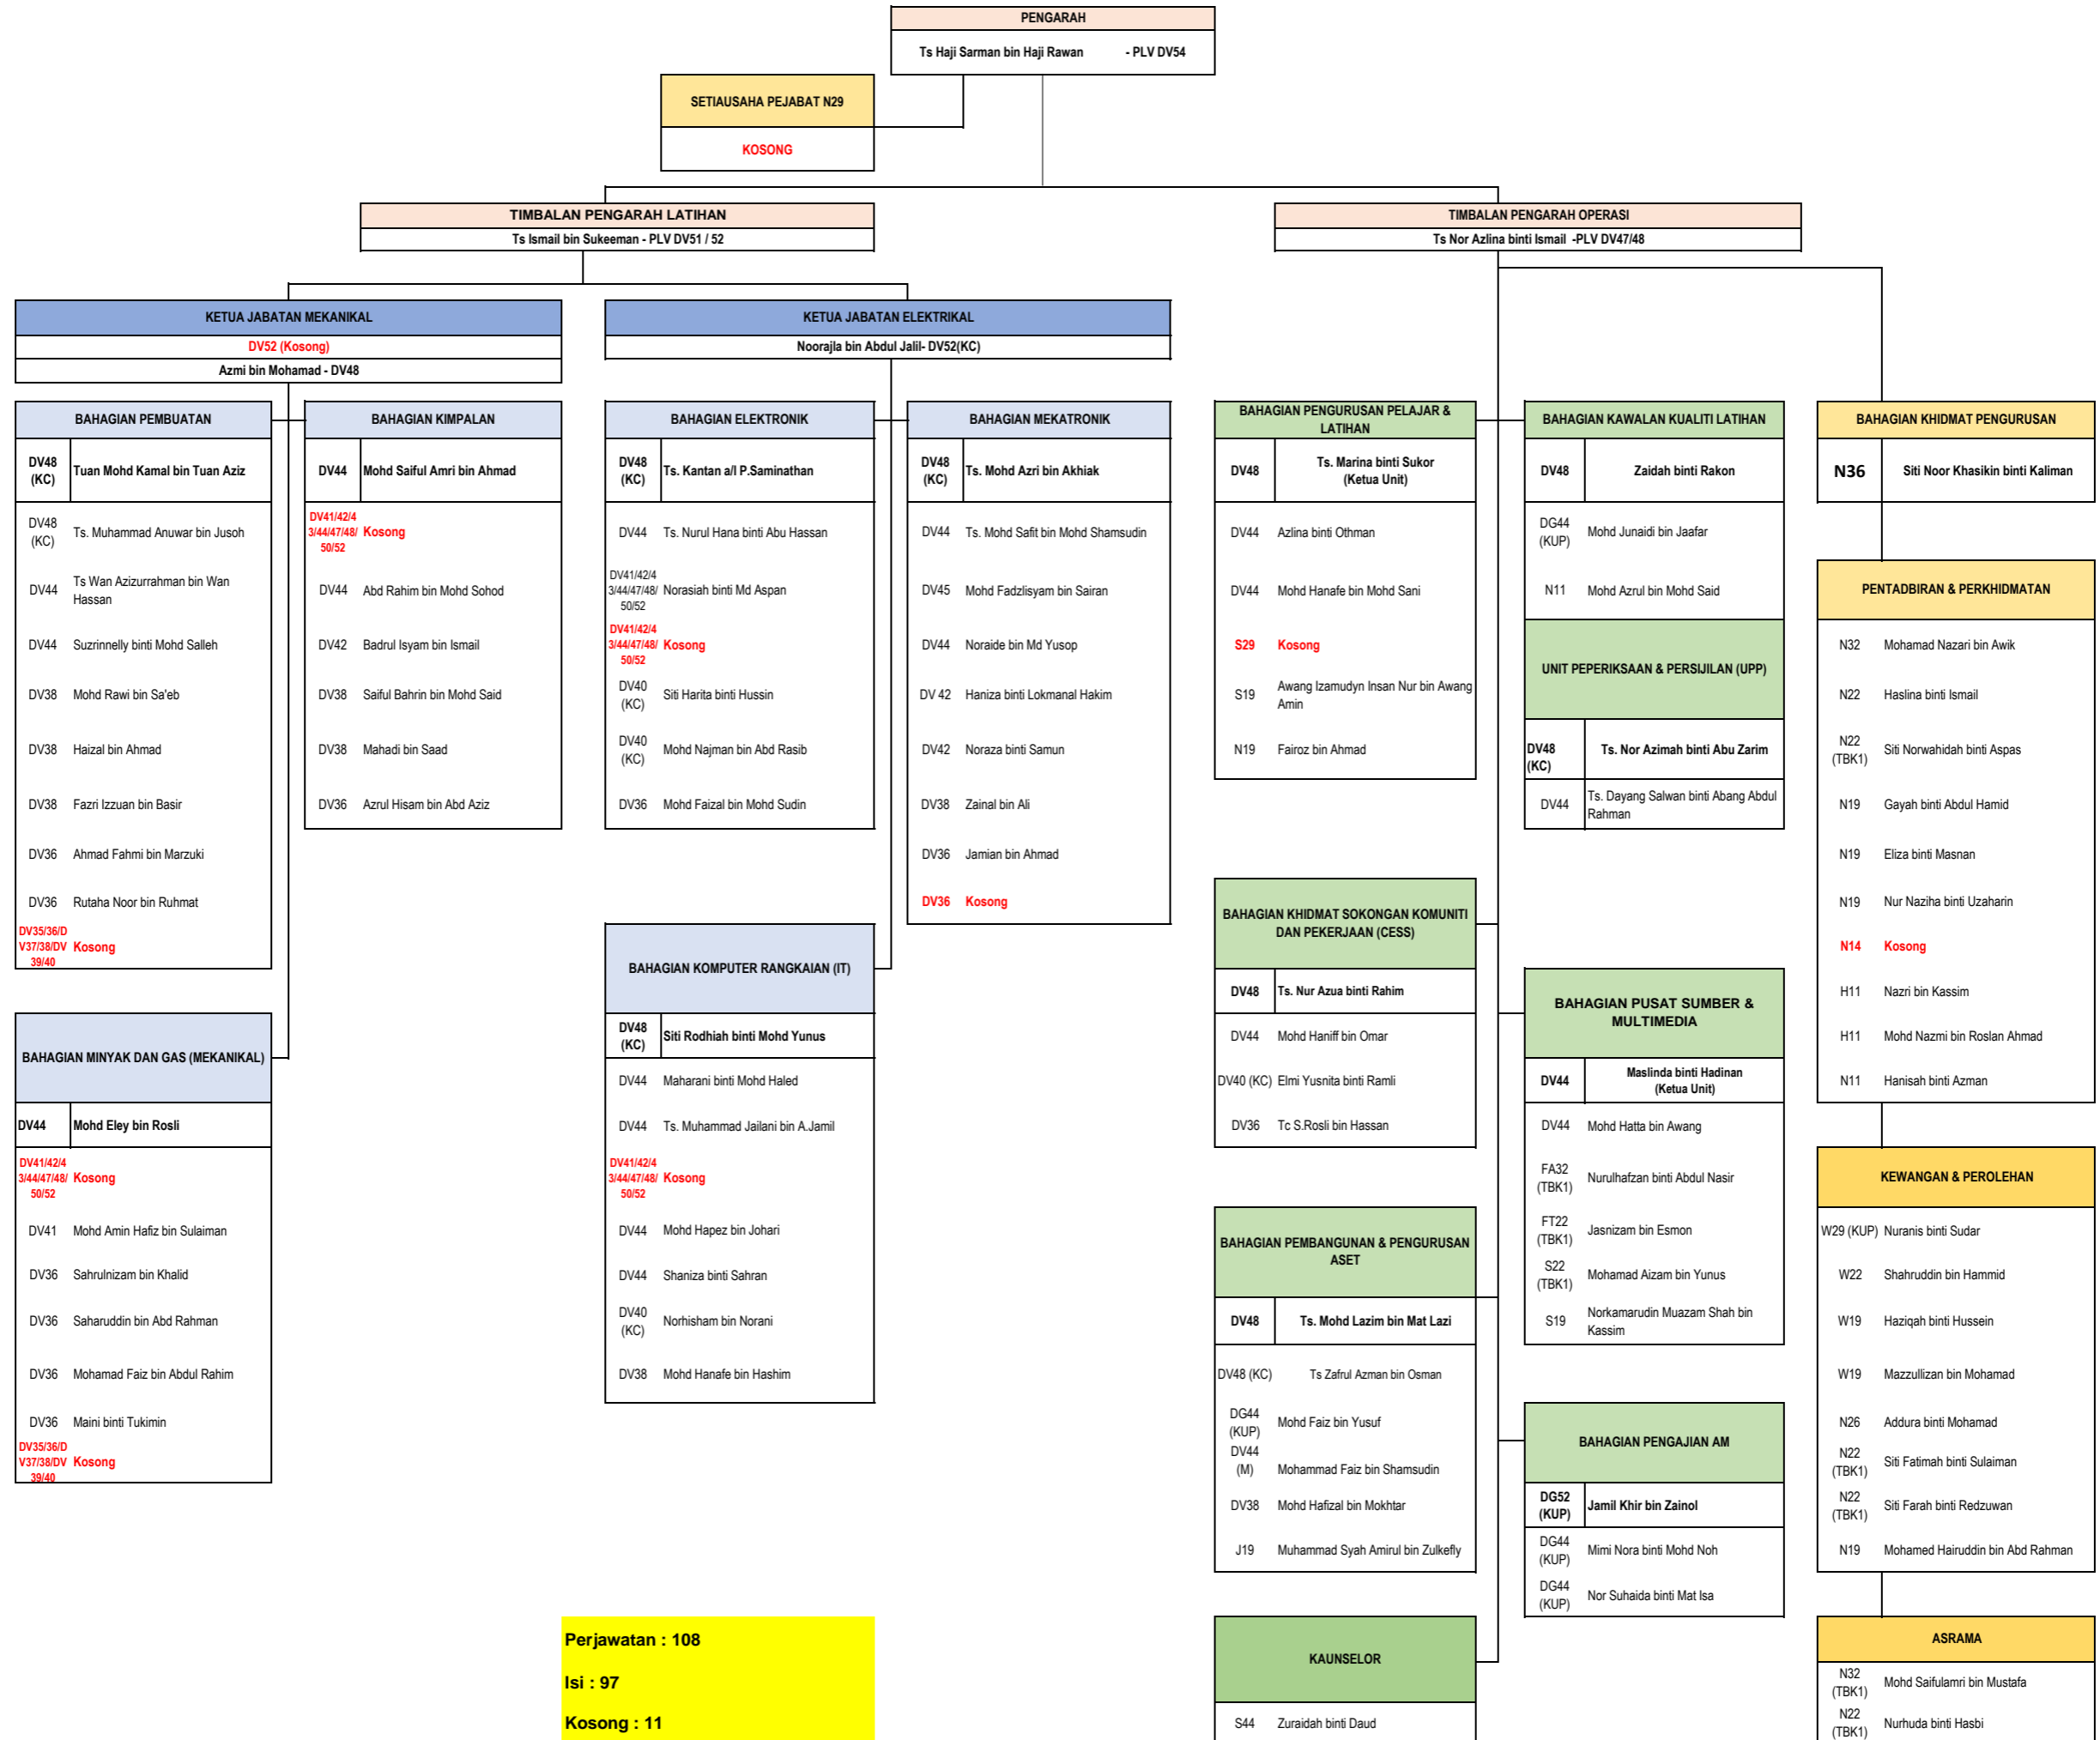 PENGARAH
Ts Haji Sarman bin Haji Rawan - PLV DV54
SETIAUSAHA PEJABAT N29
KOSONG
TIMBALAN PENGARAH LATIHAN
Ts Ismail bin Sukeeman - PLV DV51 / 52
TIMBALAN PENGARAH OPERASI
Ts Nor Azlina binti Ismail -PLV DV47/48
KETUA JABATAN MEKANIKAL
DV52 (Kosong)
Azmi bin Mohamad - DV48
KETUA JABATAN ELEKTRIKAL
Noorajla bin Abdul Jalil- DV52(KC)
BAHAGIAN PEMBUATAN
DV48 (KC) Tuan Mohd Kamal bin Tuan Aziz
DV48 (KC) Ts. Muhammad Anuwar bin Jusoh
DV44 Ts Wan Azizurrahman bin Wan
Hassan
DV44 Suzrinnelly binti Mohd Salleh
DV38 Mohd Rawi bin Sa'eb
DV38 Haizal bin Ahmad
DV38 Fazri Izzuan bin Basir
DV36 Ahmad Fahmi bin Marzuki
DV36 Rutaha Noor bin Ruhmat
DV35/36/D
V37/38/DV Kosong
39/40
BAHAGIAN KIMPALAN
DV44 Mohd Saiful Amri bin Ahmad
DV41/42/4
3/44/47/48/ Kosong
50/52
DV44 Abd Rahim bin Mohd Sohod
DV42 Badrul Isyam bin Ismail
DV38 Saiful Bahrin bin Mohd Said
DV38 Mahadi bin Saad
DV36 Azrul Hisam bin Abd Aziz
BAHAGIAN MINYAK DAN GAS (MEKANIKAL)
DV44 Mohd Eley bin Rosli
DV41/42/4
3/44/47/48/ Kosong
50/52
DV41 Mohd Amin Hafiz bin Sulaiman
DV36 Sahrulnizam bin Khalid
DV36 Saharuddin bin Abd Rahman
DV36 Mohamad Faiz bin Abdul Rahim
DV36 Maini binti Tukimin
DV35/36/D
V37/38/DV Kosong
39/40
BAHAGIAN ELEKTRONIK
DV48 (KC) Ts. Kantan a/l P.Saminathan
DV44 Ts. Nurul Hana binti Abu Hassan
DV41/42/4
3/44/47/48/ Norasiah binti Md Aspan
50/52
DV41/42/4
3/44/47/48/ Kosong
50/52
DV40 (KC) Siti Harita binti Hussin
DV40 (KC) Mohd Najman bin Abd Rasib
DV36 Mohd Faizal bin Mohd Sudin
BAHAGIAN MEKATRONIK
DV48 (KC) Ts. Mohd Azri bin Akhiak
DV44 Ts. Mohd Safit bin Mohd Shamsudin
DV45 Mohd Fadzlisyam bin Sairan
DV44 Noraide bin Md Yusop
DV 42 Haniza binti Lokmanal Hakim
DV42 Noraza binti Samun
DV38 Zainal bin Ali
DV36 Jamian bin Ahmad
DV36 Kosong
BAHAGIAN KOMPUTER RANGKAIAN (IT)
DV48 (KC) Siti Rodhiah binti Mohd Yunus
DV44 Maharani binti Mohd Haled
DV44 Ts. Muhammad Jailani bin A.Jamil
DV41/42/4
3/44/47/48/ Kosong
50/52
DV44 Mohd Hapez bin Johari
DV44 Shaniza binti Sahran
DV40 (KC) Norhisham bin Norani
DV38 Mohd Hanafe bin Hashim
BAHAGIAN PENGURUSAN PELAJAR &
LATIHAN
DV48 Ts. Marina binti Sukor
(Ketua Unit)
DV44 Azlina binti Othman
DV44 Mohd Hanafe bin Mohd Sani
S29 Kosong
S19 Awang Izamudyn Insan Nur bin Awang
Amin
N19 Fairoz bin Ahmad
BAHAGIAN KAWALAN KUALITI LATIHAN
DV48 Zaidah binti Rakon
DG44 (KUP) Mohd Junaidi bin Jaafar
N11 Mohd Azrul bin Mohd Said
UNIT PEPERIKSAAN & PERSIJILAN (UPP)
DV48 (KC) Ts. Nor Azimah binti Abu Zarim
DV44 Ts. Dayang Salwan binti Abang Abdul
Rahman
BAHAGIAN KHIDMAT SOKONGAN KOMUNITI
DAN PEKERJAAN (CESS)
DV48 Ts. Nur Azua binti Rahim
DV44 Mohd Haniff bin Omar
DV40 (KC) Elmi Yusnita binti Ramli
DV36 Tc S.Rosli bin Hassan
BAHAGIAN PUSAT SUMBER &
MULTIMEDIA
DV44 Maslinda binti Hadinan
(Ketua Unit)
DV44 Mohd Hatta bin Awang
FA32 (TBK1) Nurulhafzan binti Abdul Nasir
FT22 (TBK1) Jasnizam bin Esmon
S22 (TBK1) Mohamad Aizam bin Yunus
S19 Norkamarudin Muazam Shah bin
Kassim
BAHAGIAN PEMBANGUNAN & PENGURUSAN
ASET
DV48 Ts. Mohd Lazim bin Mat Lazi
DV48 (KC) Ts Zafrul Azman bin Osman
DG44 (KUP) Mohd Faiz bin Yusuf
DV44 (M) Mohammad Faiz bin Shamsudin
DV38 Mohd Hafizal bin Mokhtar
J19 Muhammad Syah Amirul bin Zulkefly
BAHAGIAN PENGAJIAN AM
DG52 (KUP) Jamil Khir bin Zainol
DG44 (KUP) Mimi Nora binti Mohd Noh
DG44 (KUP) Nor Suhaida binti Mat Isa
KAUNSELOR
S44 Zuraidah binti Daud
BAHAGIAN KHIDMAT PENGURUSAN
N36 Siti Noor Khasikin binti Kaliman
PENTADBIRAN & PERKHIDMATAN
N32 Mohamad Nazari bin Awik
N22 Haslina binti Ismail
N22 (TBK1) Siti Norwahidah binti Aspas
N19 Gayah binti Abdul Hamid
N19 Eliza binti Masnan
N19 Nur Naziha binti Uzaharin
N14 Kosong
H11 Nazri bin Kassim
H11 Mohd Nazmi bin Roslan Ahmad
N11 Hanisah binti Azman
KEWANGAN & PEROLEHAN
W29 (KUP) Nuranis binti Sudar
W22 Shahruddin bin Hammid
W19 Haziqah binti Hussein
W19 Mazzullizan bin Mohamad
N26 Addura binti Mohamad
N22 (TBK1) Siti Fatimah binti Sulaiman
N22 (TBK1) Siti Farah binti Redzuwan
N19 Mohamed Hairuddin bin Abd Rahman
ASRAMA
N32 (TBK1) Mohd Saifulamri bin Mustafa
N22 (TBK1) Nurhuda binti Hasbi
Perjawatan : 108
Isi : 97
Kosong : 11